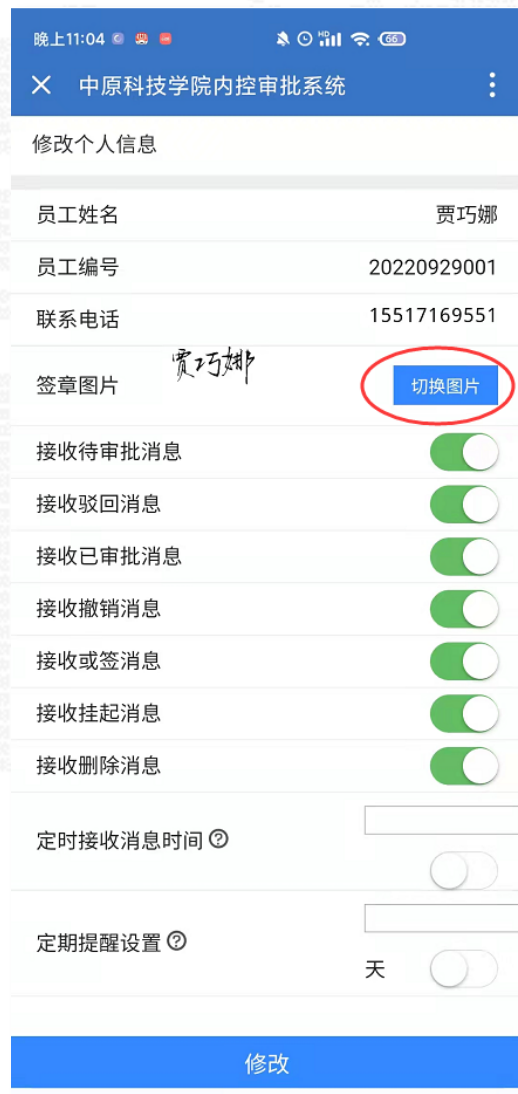 晚上11:04 66
中原科技学院内控审批系统
修改个人信息
员工姓名 贾巧娜
员工编号 20220929001
联系电话 15517169551
贾巧娜
签章图片 切换图片
接收待审批消息
接收驳回消息
接收已审批消息
接收撤销消息
接收或签消息
接收挂起消息
接收删除消息
定时接收消息时间?
定期提醒设置?
天
修改